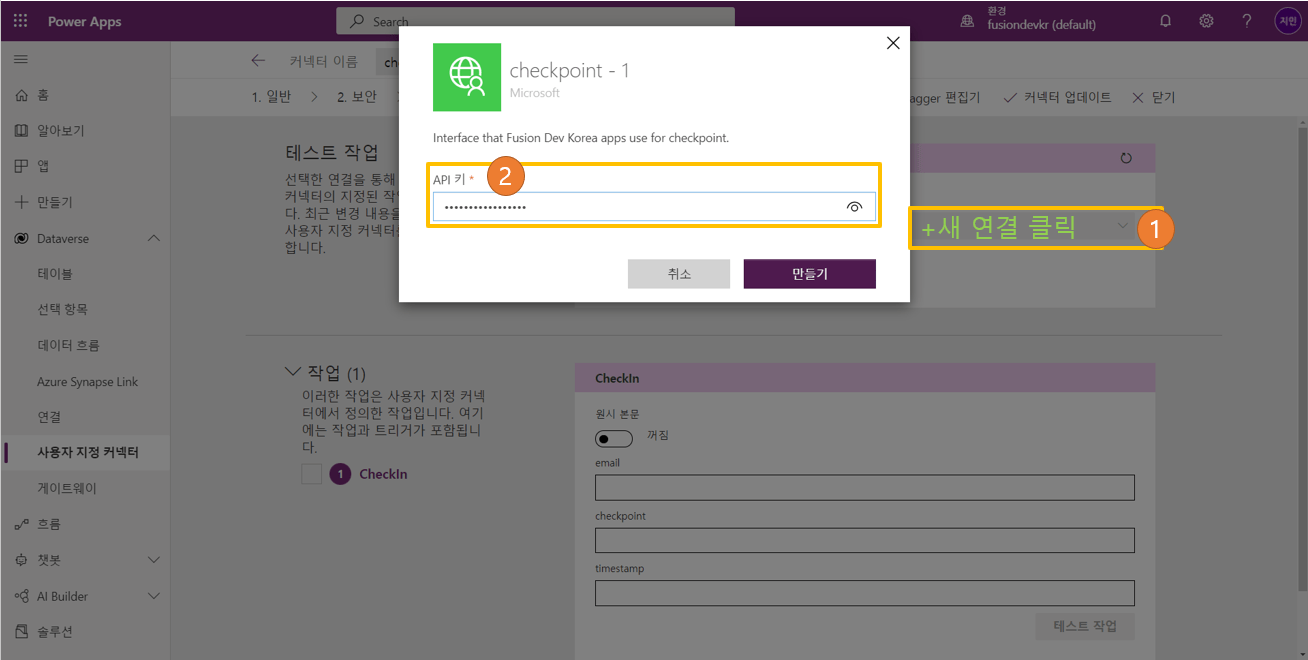 Power Apps
Search
환경
fusiondevkr (default)
지인
커넥터 이름
1. 일반
2. 보안
편집기
커넥터 업데이트
닫기
홈
알아보기
앱
만들기
Dataverse
테이블
선택 항목
데이터 흐름
Azure Synapse Link
연결
사용자 지정 커넥터
게이트웨이
흐름
챗봇
AI Builder
솔루션
테스트 작업
선택한 연결을 통해
커넥터의 지정된
다. 최근 변경 내용을
사용자 지정
합니다.
checkpoint - 1
Microsoft
Interface that Fusion Dev Korea apps use for checkpoint.
API 키 *
2
취소
만들기
+새 연결 클릭
1
작업 (1)
이러한 작업은 사용자 지정 커넥
터에서 정의한 작업입니다. 여기
에는 작업과 트리거가 포함됩니
다.
1 CheckIn
CheckIn
원시 본문
꺼짐
email
checkpoint
timestamp
테스트 작업